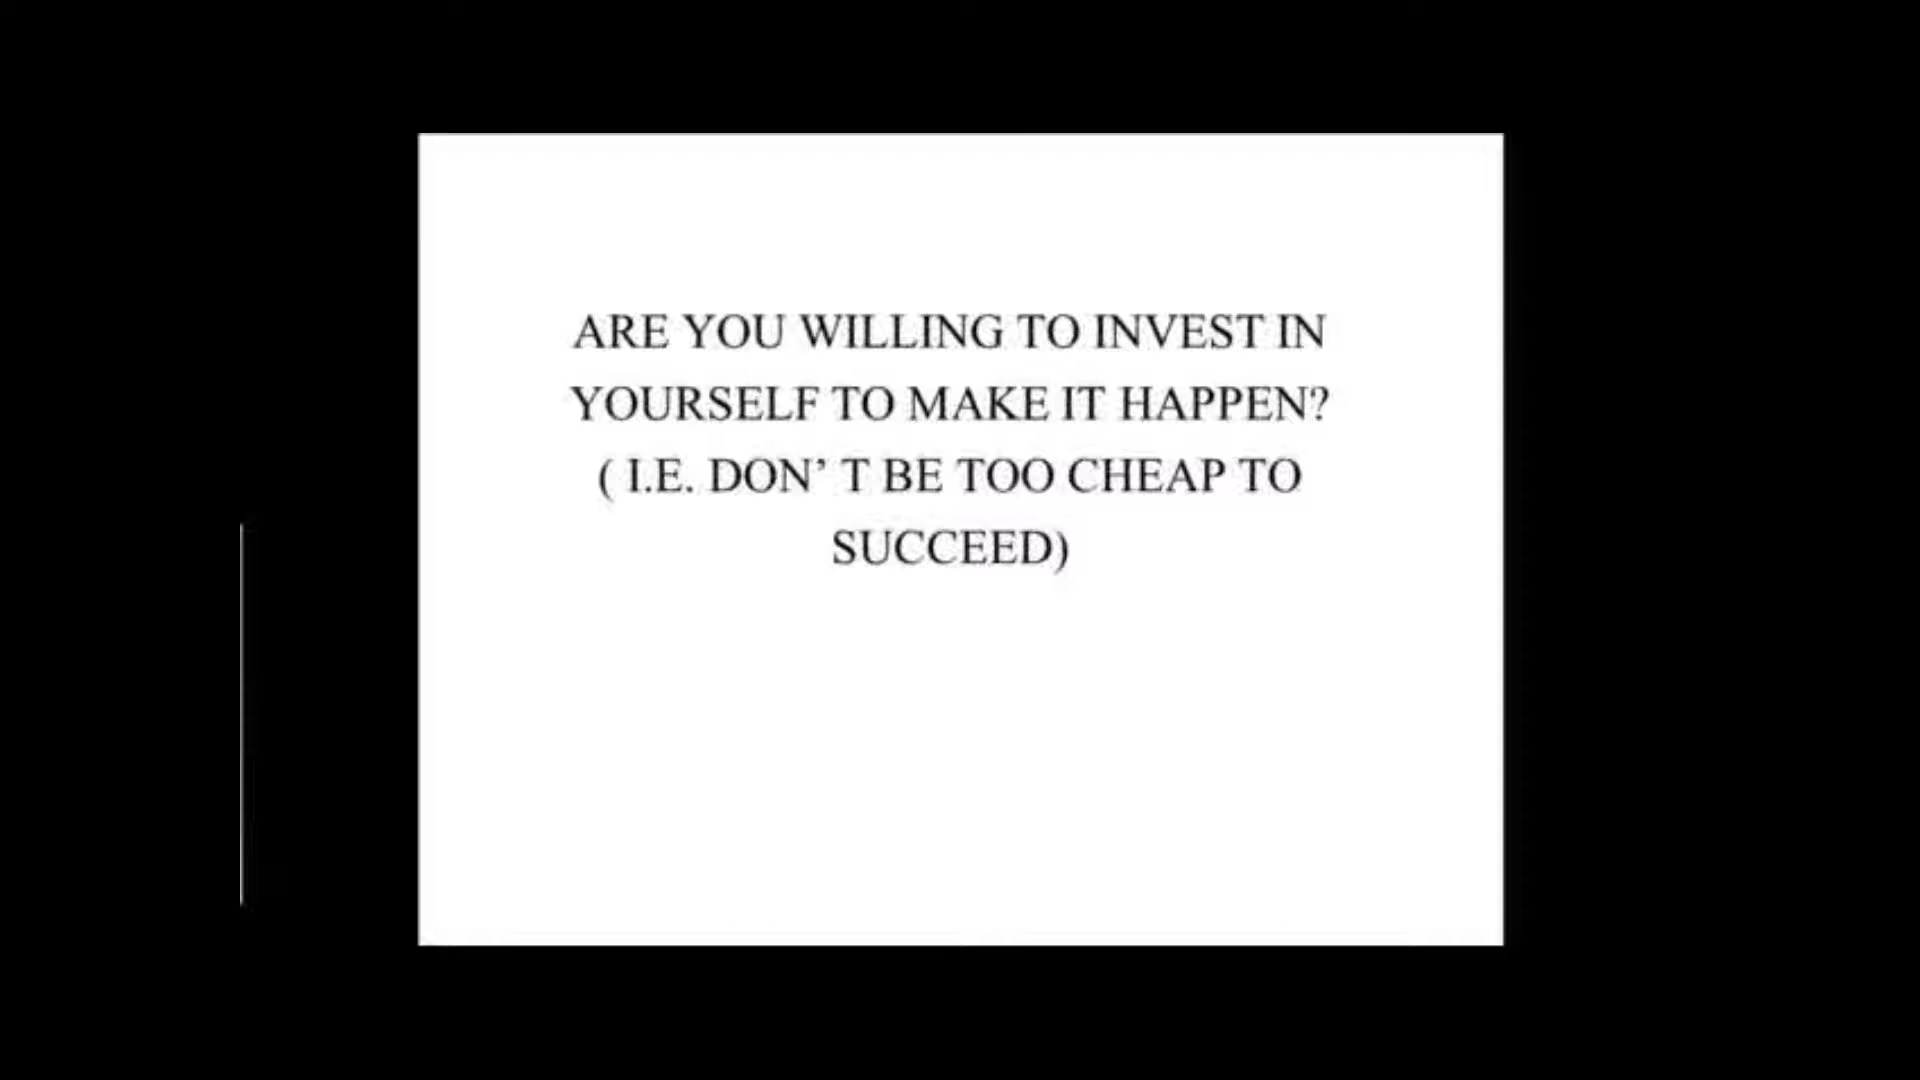 ARE YOU WILLING TO INVEST IN
YOURSELF TO MAKE IT HAPPEN?
( I.E. DON’ T BE TOO CHEAP TO
SUCCEED)